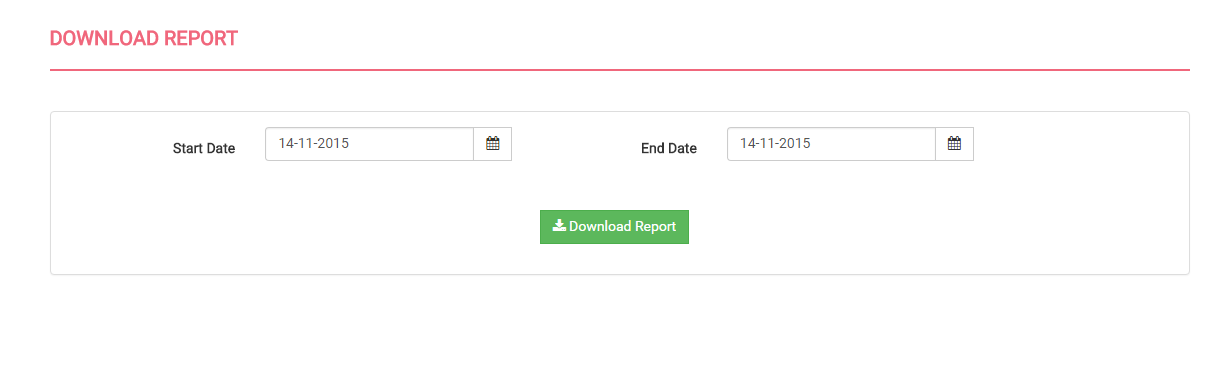 DOWNLOAD REPORT
Start Date 14-11-2015 End Date 14-11-2015
Download Report